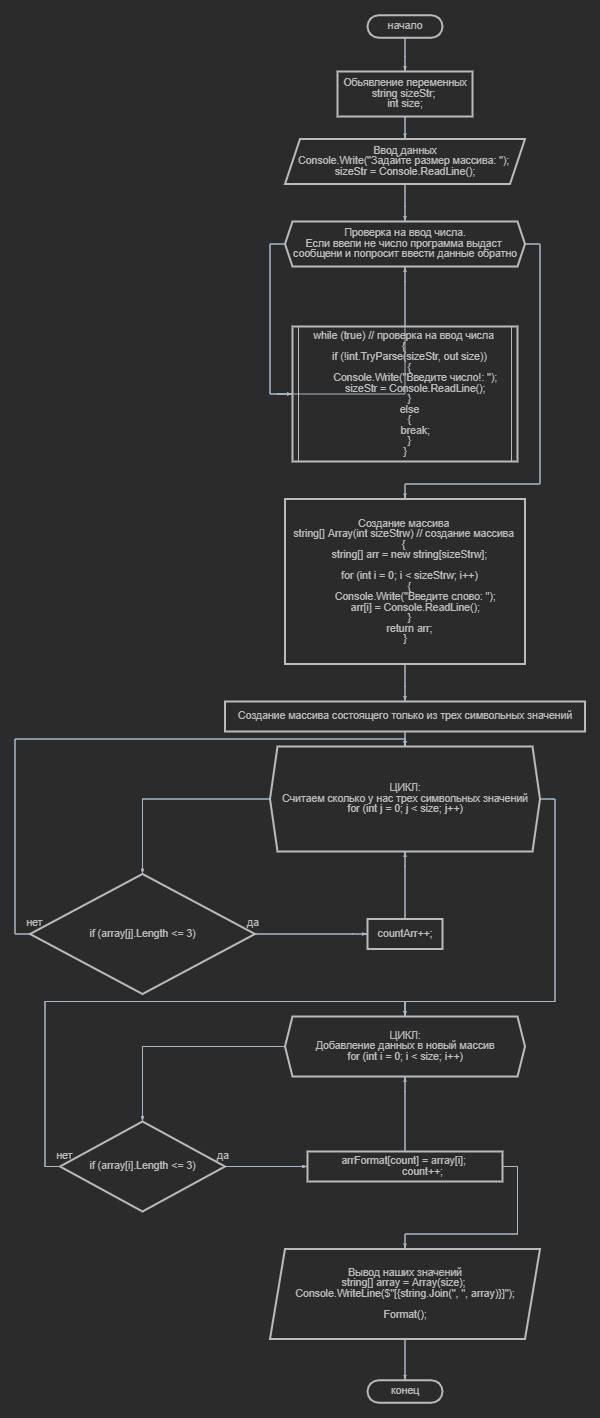 начало
Обьявление переменных
string sizeStr;
int size;
Ввод данных
Console.Write("Задайте размер массива: ");
sizeStr = Console.ReadLine();
Проверка на ввод числа.
Если ввели не число программа выдаст
сообщени и попросит ввести данные обратно
while (true) // проверка на ввод числа
{
if (!int.TryParse(sizeStr, out size))
{
Console.Write("Введите число!: ");
sizeStr = Console.ReadLine();
}
else
{
break;
}
}
Создание массива
string[] Array(int sizeStrw) // создание массива
{
string[] arr = new string[sizeStrw];
for (int i = 0; i < sizeStrw; i++)
{
Console.Write("Введите слово: ");
arr[i] = Console.ReadLine();
}
return arr;
}
Создание массива состоящего только из трех символьных значений
ЦИКЛ:
Считаем сколько у нас трех символьных значений
for (int j = 0; j < size; j++)
нет
да
if (array[j].Length <= 3)
countArr++;
ЦИКЛ:
Добавление данных в новый массив
for (int i = 0; i < size; i++)
нет
да
if (array[i].Length <= 3)
arrFormat[count] = array[i];
count++;
Вывод наших значений
string[] array = Array(size);
Console.WriteLine($"[{string.Join(", ", array)}]");
Format();
конец